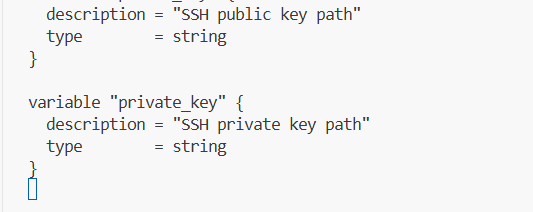 description = "SSH public key path"
type        = string
}
variable "private_key" {
description = "SSH private key path"
type        = string
}